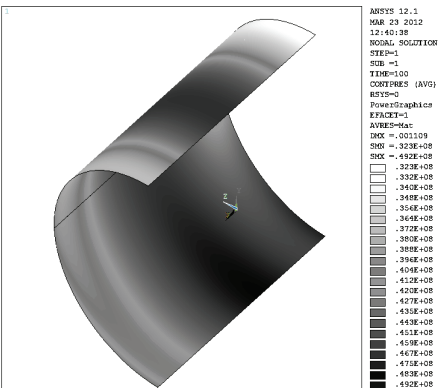 1
ANSYS 12.1
MAR 23 2012
12:40:38
NODAL SOLUTION
STEP=1
SUB =1
TIME=100
CONTPRES (AVG)
RSYS=0
PowerGraphics
EFACET=1
AVRES=Mat
DMX =.001109
SMN =.323E+08
SMX =.492E+08
.323E+08
.332E+08
.340E+08
.348E+08
.356E+08
.364E+08
.372E+08
.380E+08
.388E+08
.396E+08
.404E+08
.412E+08
.420E+08
.427E+08
.435E+08
.443E+08
.451E+08
.459E+08
.467E+08
.475E+08
.483E+08
.492E+08
Z